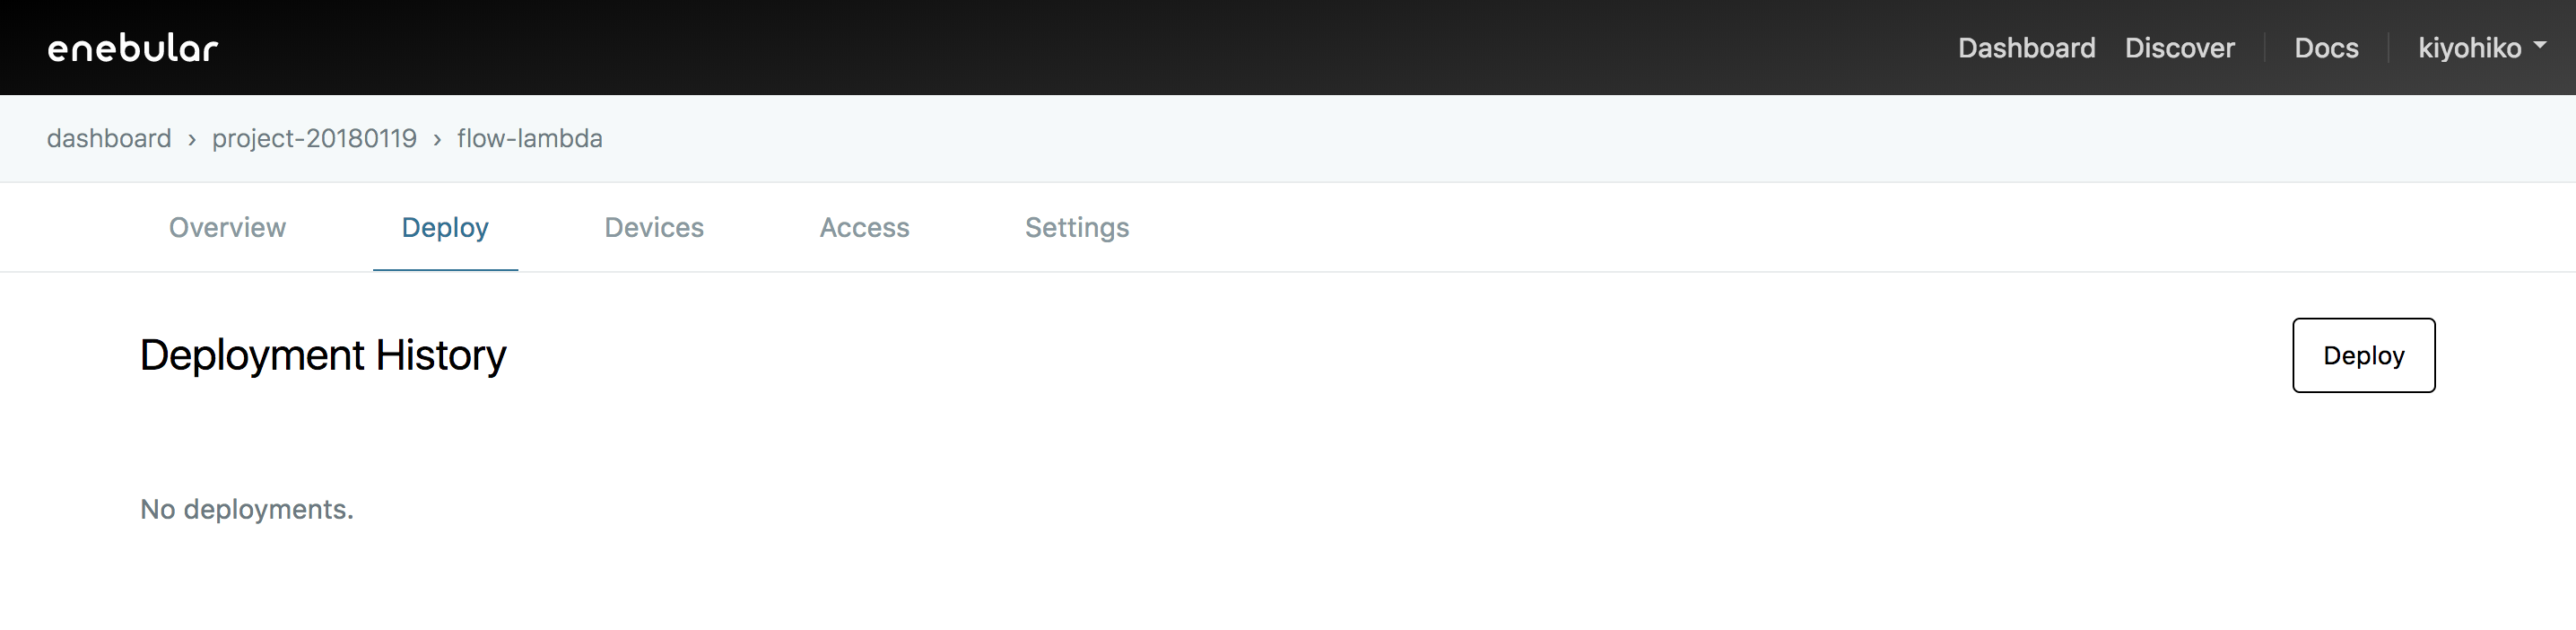 enebular Dashboard Discover Docs kiyohiko
dashboard › project-20180119 › flow-lambda
Overview Deploy Devices Access Settings
Deployment History Deploy
No deployments.